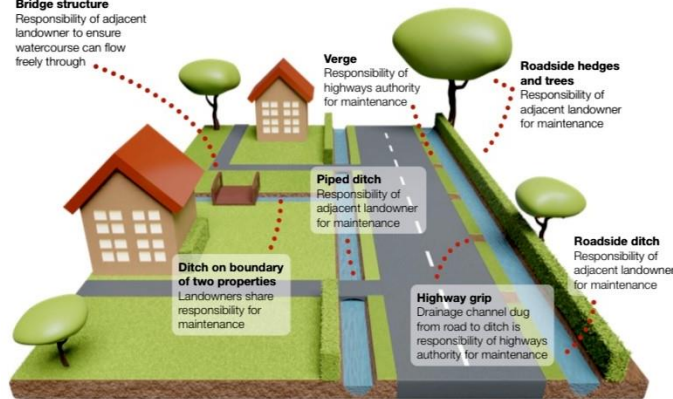 Bridge structure
Responsibility of adjacent
landowner to ensure
watercourse can flow
freely through
Verge
Responsibility of
highways authority
for maintenance
Roadside hedges
and trees
Responsibility of
adjacent landowner
for maintenance
Piped ditch
Responsibility of
adjacent landowner
for maintenance
Ditch on boundary
of two properties
Landowners share
responsibility for
maintenance
Highway grip
Drainage channel dug
from road to ditch is
responsibility of highways
authority for maintenance
Roadside ditch
Responsibility of
adjacent landowner
for maintenance